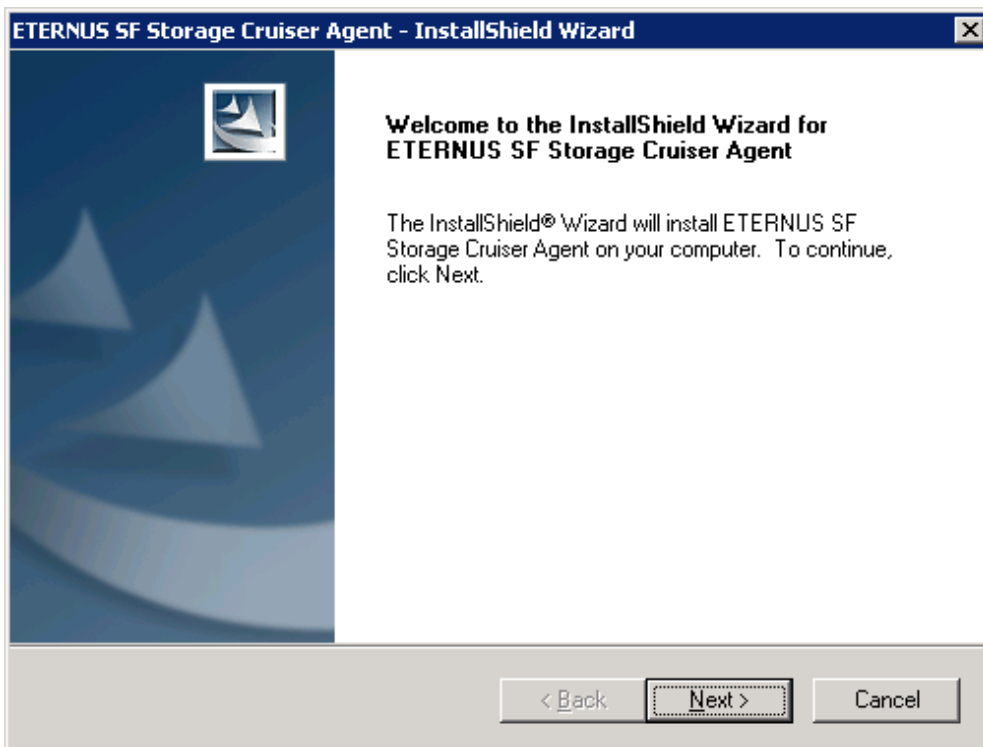 ETERNUS SF Storage Cruiser Agent - InstallShield Wizard
Welcome to the InstallShield Wizard for
ETERNUS SF Storage Cruiser Agent
The InstallShield® Wizard will install ETERNUS SF
Storage Cruiser Agent on your computer. To continue,
click Next.
< Back
Next >
Cancel